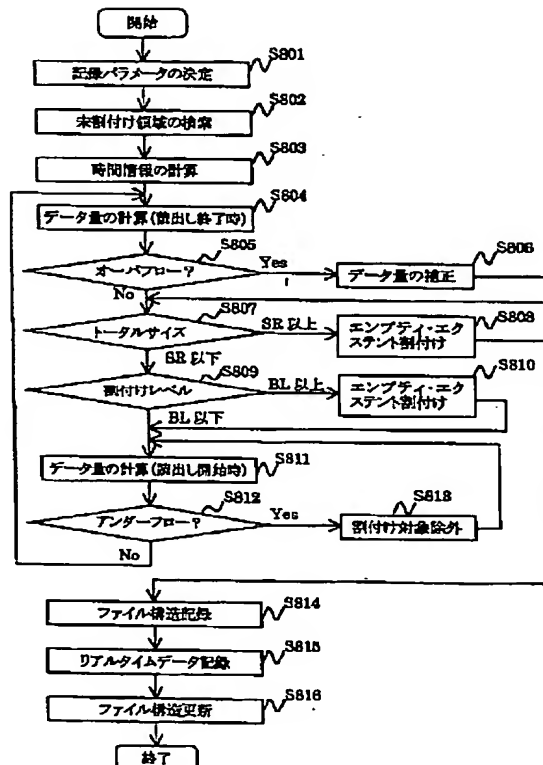 開始
S801
記録パラメータの決定
S802
未割付け領域の検索
S803
時間情報の計算
S804
データ量の計算(読出し終了時)
S805
オーバフロー?
Yes
No
S806
データ量の補正
S807
トータルサイズ
SR 以上
SR 以下
S808
エンプティ・エク
ステント割付け
S809
割付けレベル
BL 以上
BL 以下
S810
エンプティ・エク
ステント割付け
データ量の計算(読出し開始時)
S811
S812
アンダーフロー?
Yes
No
S813
割付け対象除外
S814
ファイル構造記録
S815
リアルタイムデータ記録
S816
ファイル構造更新
終了